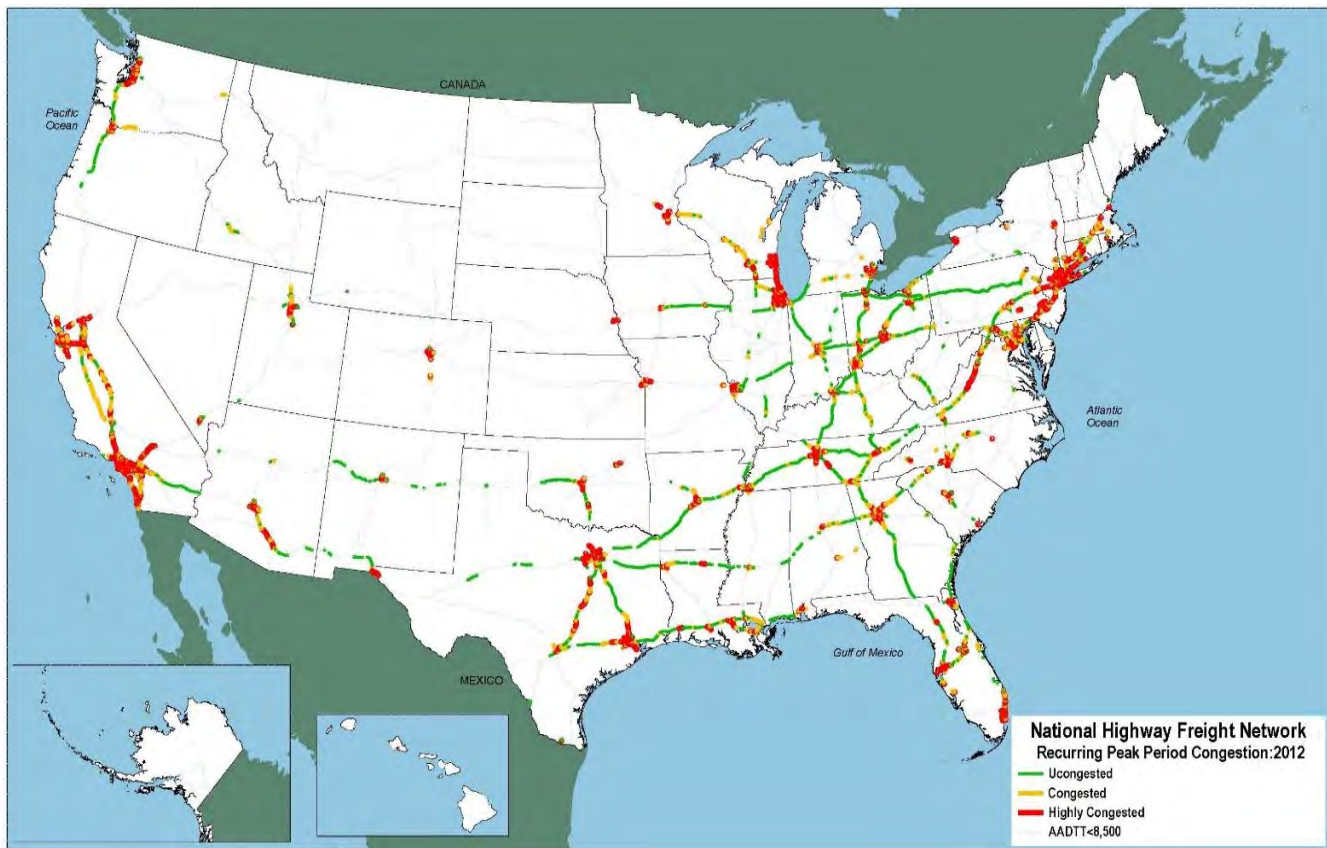 CANADA
Pacific
Ocean
Atlantic
Ocean
Gulf of Mexico
MEXICO
National Highway Freight Network
Recurring Peak Period Congestion:2012
Ucongested
Congested
Highly Congested
AADTT<8,500